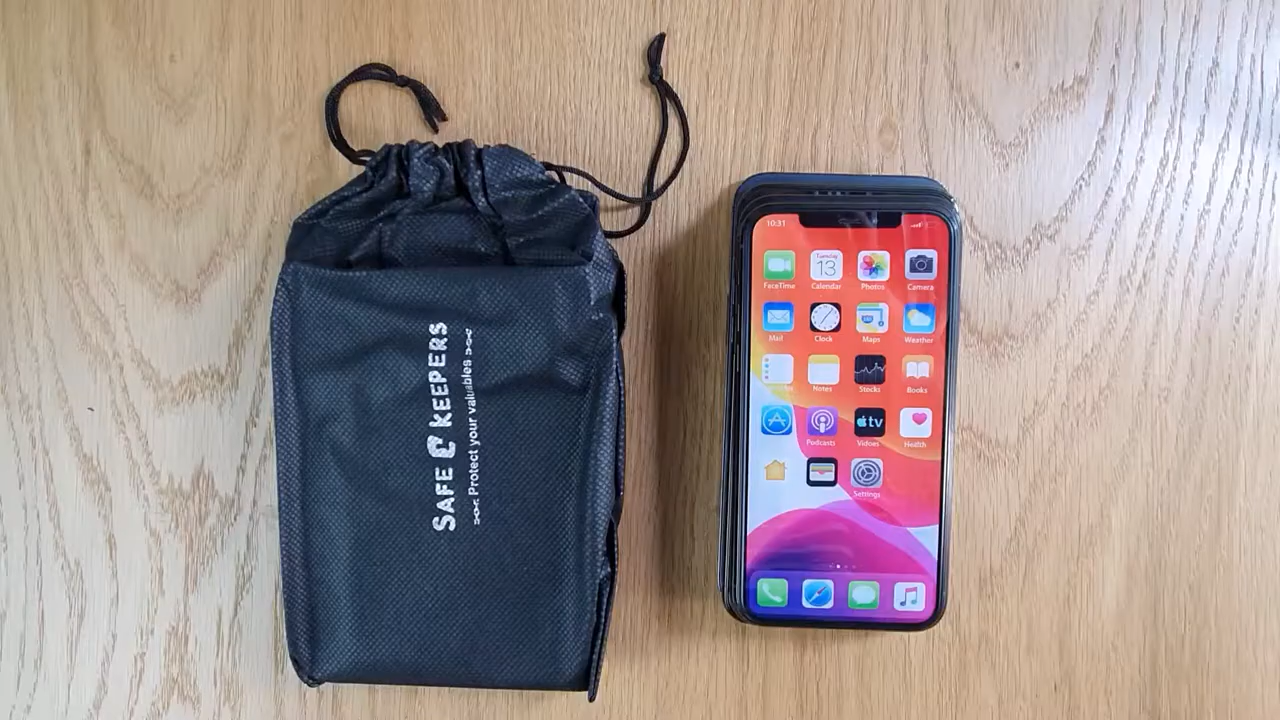 SAFE KEEPERS
Protect your valuables
10:31
Tuesday
13
FaceTime Calendar Photos Camera
Mail Clock Maps Weather
Notes Stocks Books
tv
Podcasts Videos Health
Settings